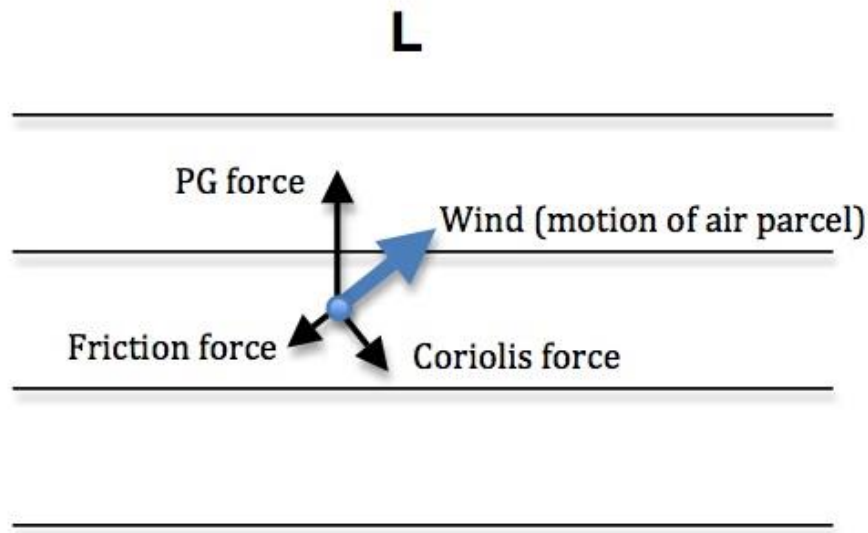 L
PG force
Wind (motion of air parcel)
Friction force
Coriolis force